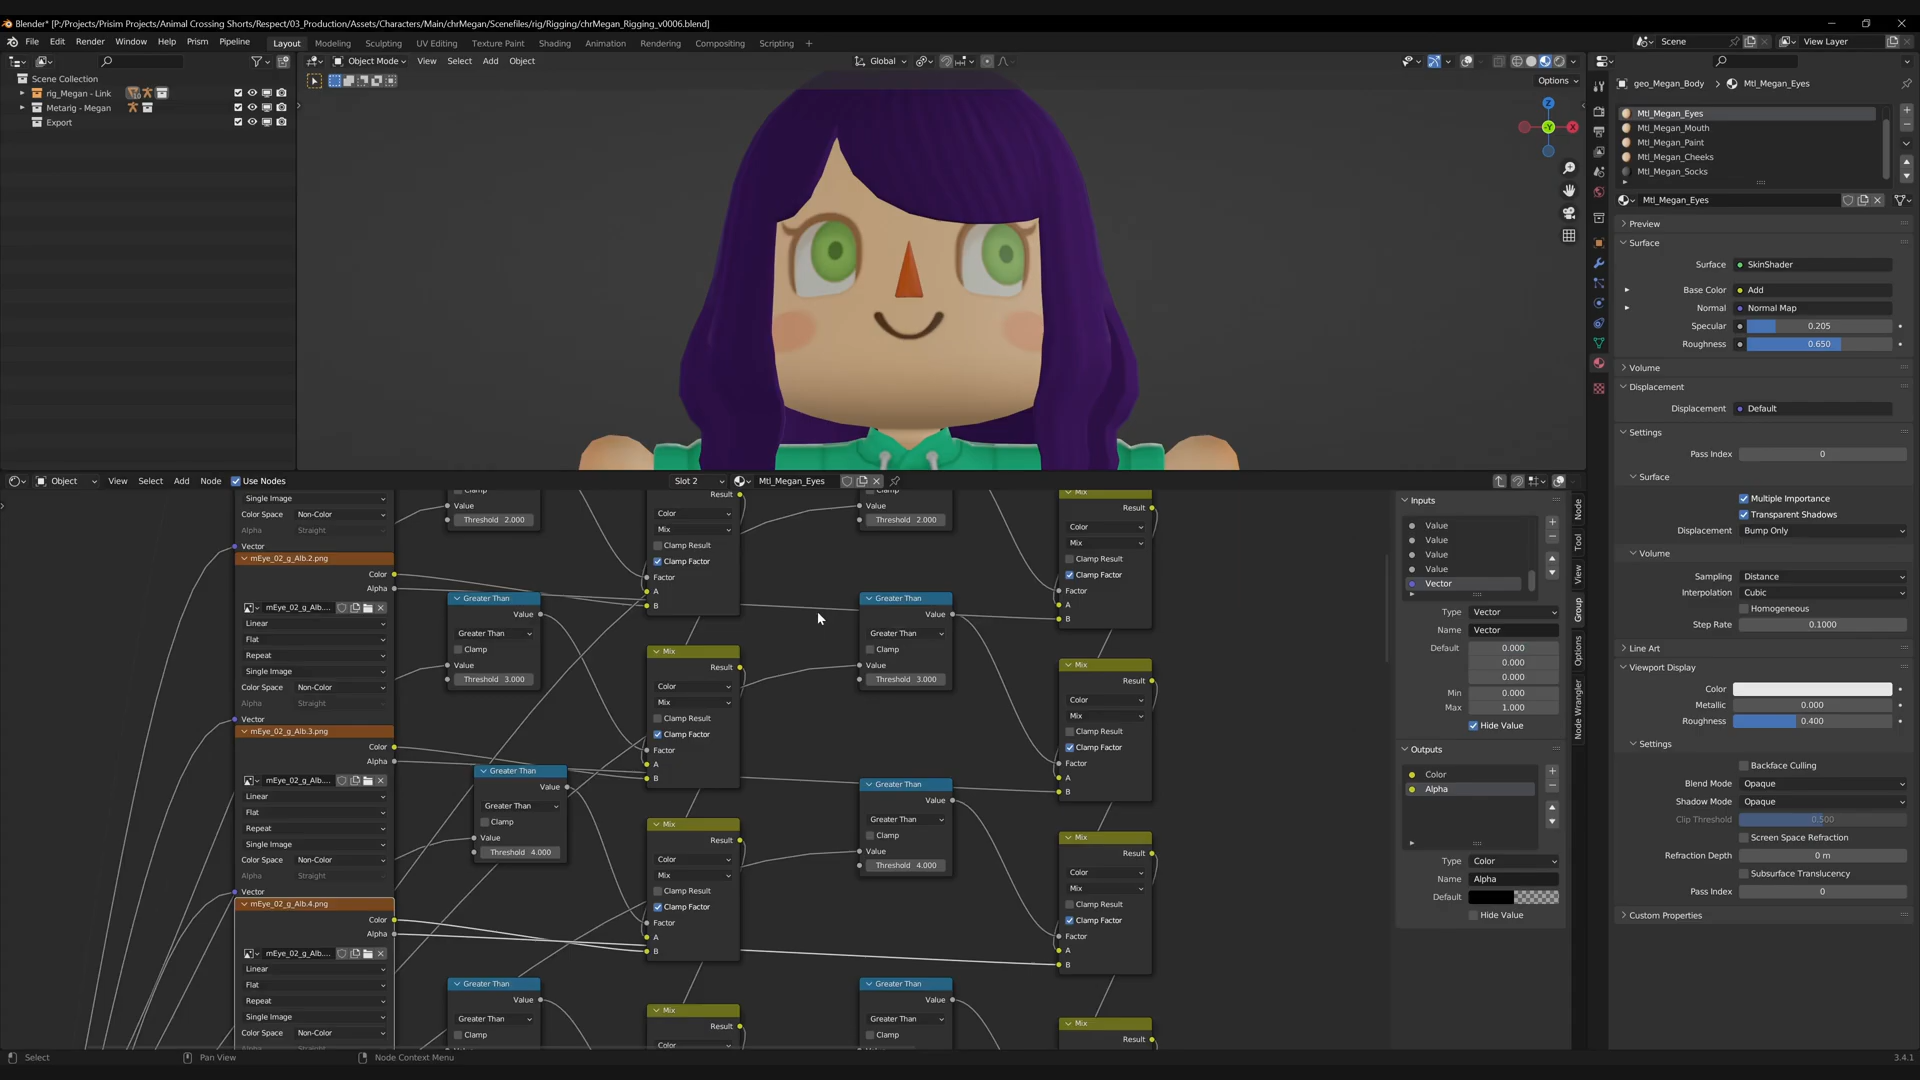 Blender* [P:/Projects/Prisim Projects/Animal Crossing Shorts/Respect/03_Production/Assets/Characters/Main/chrMegan/Scenefiles/rig/Rigging/chrMegan_Rigging_v0006.blend]
File Edit Render Window Help Prism Pipeline Layout Modeling Sculpting UV Editing Texture Paint Shading Animation Rendering Compositing Scripting + Scene View Layer
Object Mode View Select Add Object Global
Options
Scene Collection
rig_Megan - Link
Metarig - Megan
Export
Z
-Y
X
geo_Megan_Body > Mtl_Megan_Eyes
Mtl_Megan_Eyes
Mtl_Megan_Mouth
Mtl_Megan_Paint
Mtl_Megan_Cheeks
Mtl_Megan_Socks
Mtl_Megan_Eyes
Preview
Surface
Surface SkinShader
Base Color Add
Normal Normal Map
Specular 0.205
Roughness 0.650
Volume
Displacement
Displacement Default
Settings
Pass Index 0
Surface
Multiple Importance
Transparent Shadows
Displacement Bump Only
Volume
Sampling Distance
Interpolation Cubic
Homogeneous
Step Rate 0.1000
Line Art
Viewport Display
Color
Metallic 0.000
Roughness 0.400
Settings
Backface Culling
Blend Mode Opaque
Shadow Mode Opaque
Clip Threshold 0.500
Screen Space Refraction
Refraction Depth 0 m
Subsurface Translucency
Pass Index 0
Custom Properties
Object View Select Add Node Use Nodes Slot 2 Mtl_Megan_Eyes
Single Image
Color Space Non-Color
Alpha Straight
Vector
mEye_02_g_Alb.2.png
Color
Alpha
mEye_02_g_Alb....
Linear
Flat
Repeat
Single Image
Color Space Non-Color
Alpha Straight
Vector
mEye_02_g_Alb.3.png
Color
Alpha
mEye_02_g_Alb....
Linear
Flat
Repeat
Single Image
Color Space Non-Color
Alpha Straight
Vector
mEye_02_g_Alb.4.png
Color
Alpha
mEye_02_g_Alb....
Linear
Flat
Repeat
Single Image
Color Space Non-Color
Value
Threshold 2.000
Greater Than
Value
Greater Than
Clamp
Value
Threshold 3.000
Greater Than
Value
Greater Than
Clamp
Value
Threshold 4.000
Greater Than
Value
Greater Than
Clamp
Result
Color
Mix
Clamp Result
Clamp Factor
Factor
A
B
Mix
Result
Color
Mix
Clamp Result
Clamp Factor
Factor
A
B
Mix
Result
Color
Mix
Clamp Result
Clamp Factor
Factor
A
B
Mix
Result
Color
Value
Threshold 2.000
Greater Than
Value
Greater Than
Clamp
Value
Threshold 3.000
Greater Than
Value
Greater Than
Clamp
Value
Threshold 4.000
Greater Than
Value
Greater Than
Clamp
Mix
Result
Color
Mix
Clamp Result
Clamp Factor
Factor
A
B
Mix
Result
Color
Mix
Clamp Result
Clamp Factor
Factor
A
B
Mix
Result
Color
Mix
Clamp Result
Clamp Factor
Factor
A
B
Mix
Result
Inputs
Value
Value
Value
Value
Vector
Type Vector
Name Vector
Default 0.000
0.000
0.000
Min 0.000
Max 1.000
Hide Value
Outputs
Color
Alpha
Type Color
Name Alpha
Default
Hide Value
Node
Tool
View
Group
Options
Node Wrangler
Select Pan View Node Context Menu 3.4.1